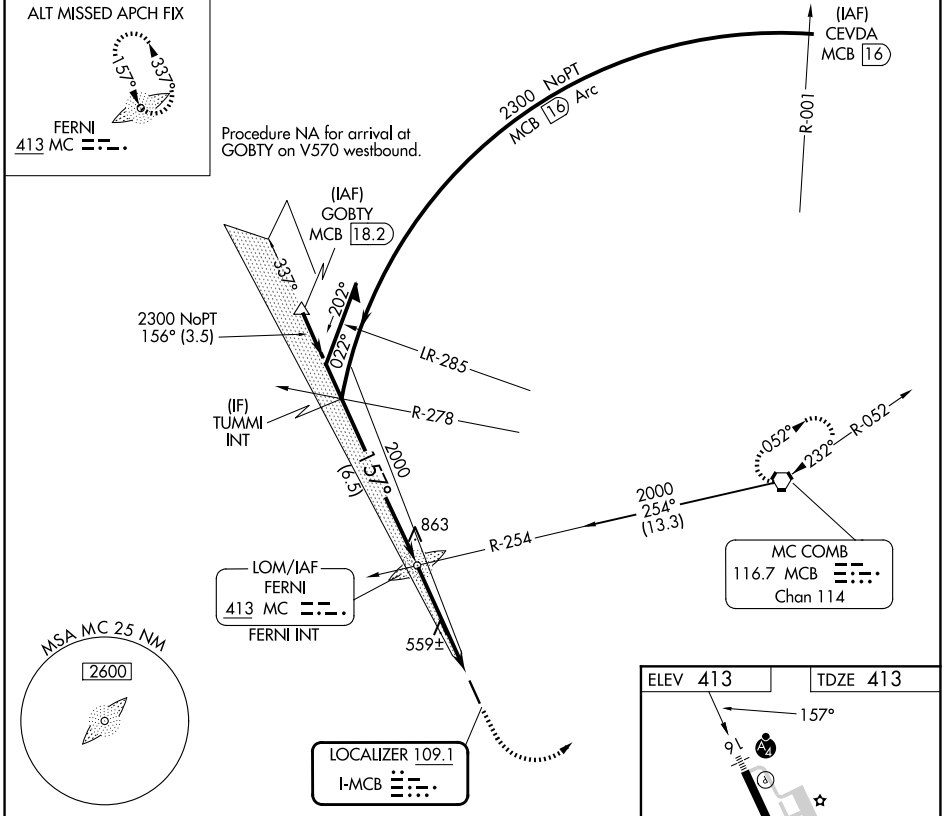 ALT MISSED APCH FIX
157°
337°
FERNI
413 MC
Procedure NA for arrival at
GOBTY on V570 westbound.
(IAF)
CEVDA
MCB 16
R-001
2300 NoPT
MCB 16 Arc
(IAF)
GOBTY
MCB 18.2
337°
2300 NoPT
156° (3.5)
202°
022°
LR-285
(IF)
TUMMI
INT
R-278
2000
157°
(6.5)
052°
232°
R-052
2000
254°
(13.3)
R-254
863
MC COMB
116.7 MCB
Chan 114
LOM/IAF
FERNI
413 MC
FERNI INT
559±
MSA MC 25 NM
2600
LOCALIZER 109.1
I-MCB
ELEV 413
TDZE 413
157°
16
A4